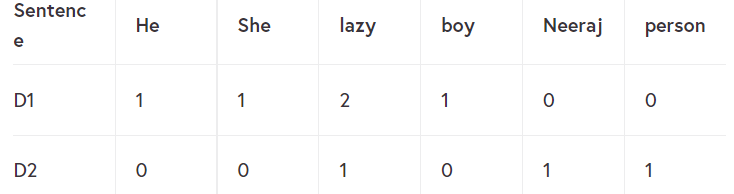 Sentenc
e He She lazy boy Neeraj person
D1 1 1 2 1 0 0
D2 0 0 1 0 1 1